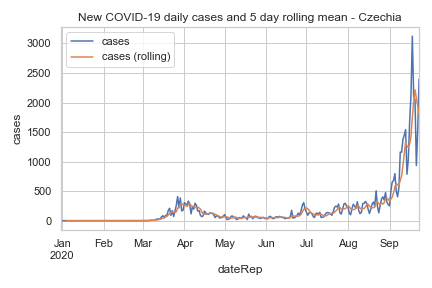 New COVID-19 daily cases and 5 day rolling mean - Czechia
cases
cases (rolling)
3000
2500
2000
1500
1000
500
0
cases
Jan Feb Mar Apr May Jun Jul Aug Sep
2020
dateRep